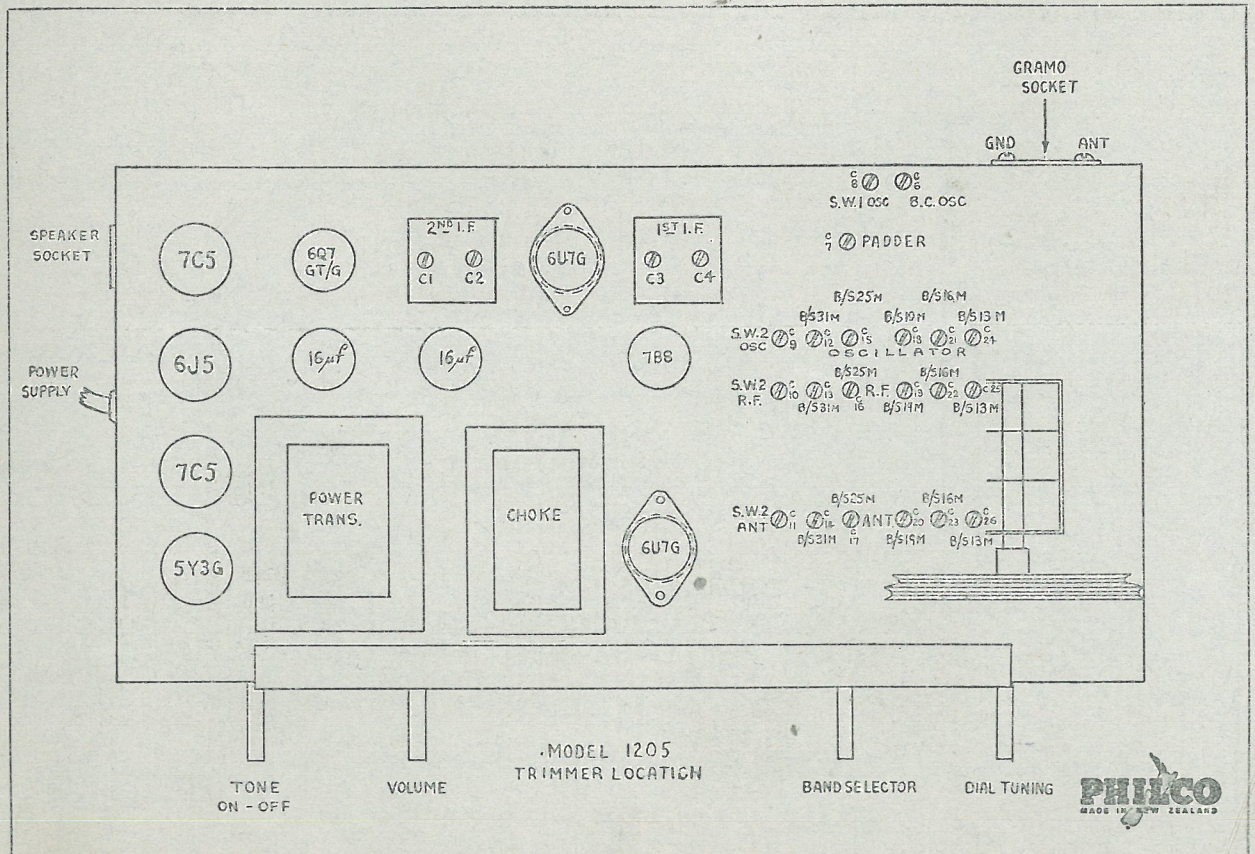 GRAMO
SOCKET
GND ANT
C8 C6
S.W.1 OSC B.C. OSC
C7 PADDER
SPEAKER
SOCKET
7C5
6Q7
GT/G
2ND I.F.
C1 C2
6U7G
1ST I.F.
C3 C4
B/S25M B/S16M
B/S31M B/S19M B/S13M
S.W.2
OSC
C9 C12 C15 C18 C21 C24
OSCILLATOR
POWER
SUPPLY
6J5
16µf
16µf
7B8
B/S25M B/S16M
S.W.2
R.F.
C10 C13 C16 R.F. C19 C22 C25
B/S31M B/S19M B/S13M
7C5
POWER
TRANS.
CHOKE
B/S25M B/S16M
S.W.2
ANT
C11 C14 C17 ANT. C20 C23 C26
B/S31M B/S19M B/S13M
5Y3G
6U7G
MODEL 1205
TRIMMER LOCATION
TONE
ON - OFF
VOLUME
BAND SELECTOR
DIAL TUNING
PHILCO
MADE IN NEW ZEALAND